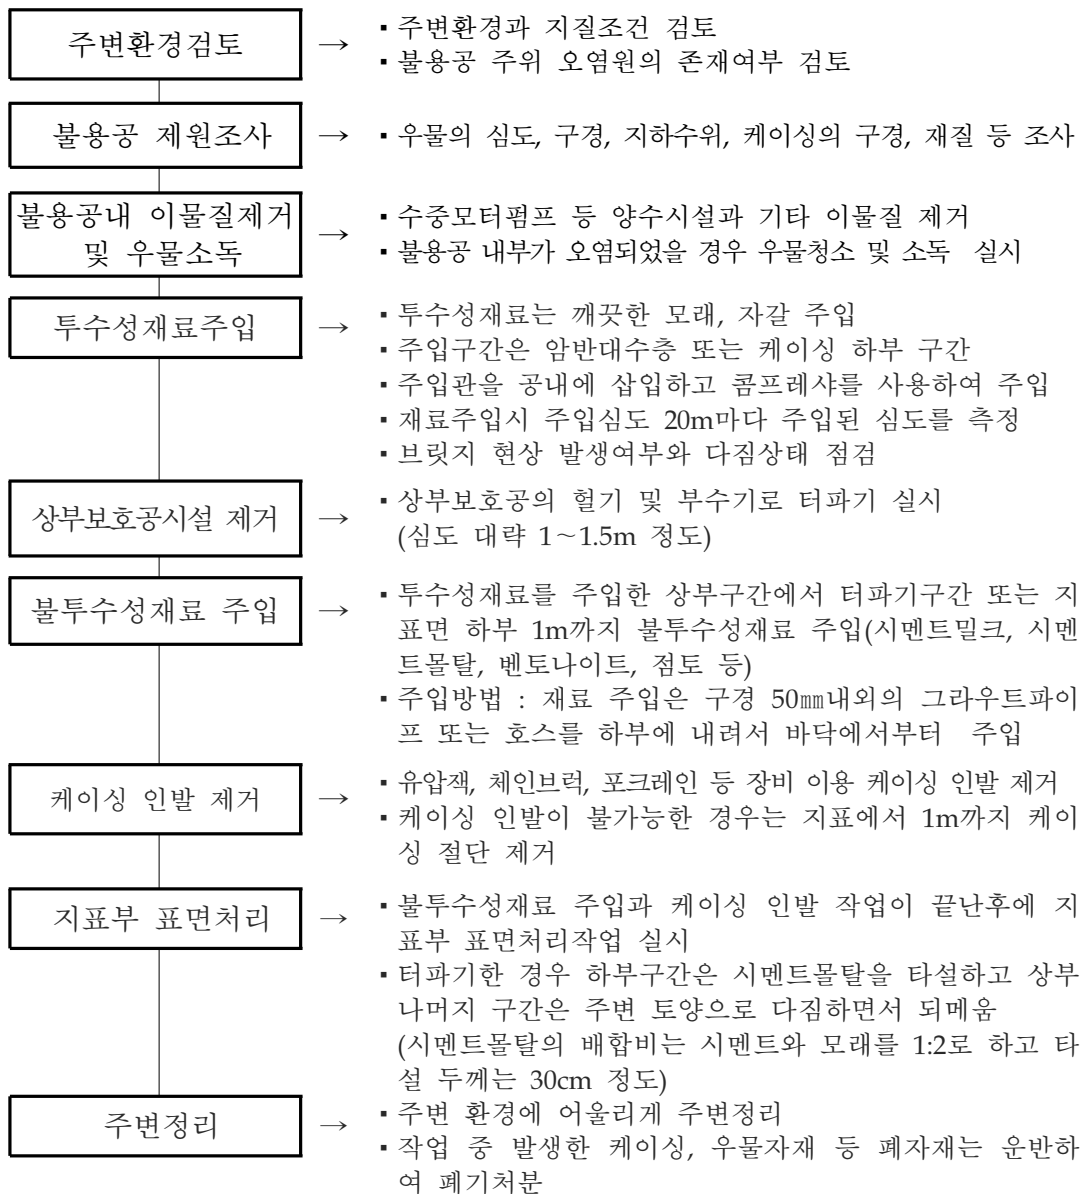 주변환경검토 → ▪ 주변환경과 지질조건 검토
▪ 불용공 주위 오염원의 존재여부 검토
불용공 제원조사 → ▪ 우물의 심도, 구경, 지하수위, 케이싱의 구경, 재질 등 조사
불용공내 이물질제거
및 우물소독
→ ▪ 수중모터펌프 등 양수시설과 기타 이물질 제거
▪ 불용공 내부가 오염되었을 경우 우물청소 및 소독 실시
투수성재료주입 → ▪ 투수성재료는 깨끗한 모래, 자갈 주입
▪ 주입구간은 암반대수층 또는 케이싱 하부 구간
▪ 주입관을 공내에 삽입하고 콤프레샤를 사용하여 주입
▪ 재료주입시 주입심도 20m마다 주입된 심도를 측정
▪ 브릿지 현상 발생여부와 다짐상태 점검
상부보호공시설 제거 → ▪ 상부보호공의 헐기 및 부수기로 터파기 실시
(심도 대략 1～1.5m 정도)
불투수성재료 주입 → ▪ 투수성재료를 주입한 상부구간에서 터파기구간 또는 지
표면 하부 1m까지 불투수성재료 주입(시멘트밀크, 시멘
트몰탈, 벤토나이트, 점토 등)
▪ 주입방법 : 재료 주입은 구경 50㎜내외의 그라우트파이
프 또는 호스를 하부에 내려서 바닥에서부터 주입
케이싱 인발 제거 → ▪ 유압잭, 체인브럭, 포크레인 등 장비 이용 케이싱 인발 제거
▪ 케이싱 인발이 불가능한 경우는 지표에서 1m까지 케이
싱 절단 제거
지표부 표면처리 → ▪ 불투수성재료 주입과 케이싱 인발 작업이 끝난후에 지
표부 표면처리작업 실시
▪ 터파기한 경우 하부구간은 시멘트몰탈을 타설하고 상부
나머지 구간은 주변 토양으로 다짐하면서 되메움
(시멘트몰탈의 배합비는 시멘트와 모래를 1:2로 하고 타
설 두께는 30cm 정도)
주변정리 → ▪ 주변 환경에 어울리게 주변정리
▪ 작업 중 발생한 케이싱, 우물자재 등 폐자재는 운반하
여 폐기처분